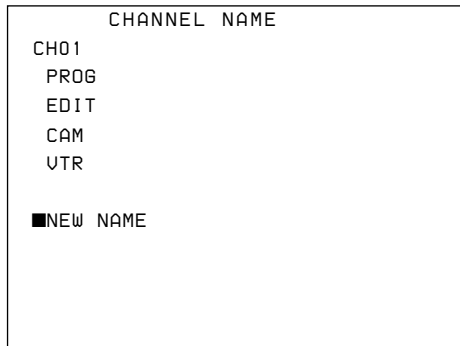 CHANNEL NAME
CH01
PROG
EDIT
CAM
VTR
■NEW NAME